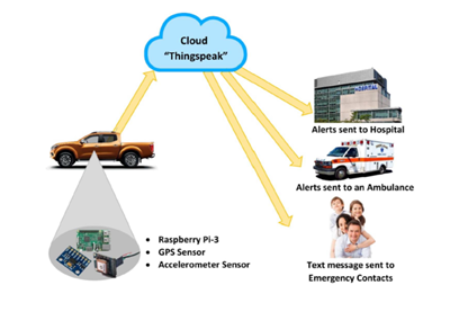 Cloud
"Thingspeak"
Alerts sent to Hospital
Alerts sent to an Ambulance
• Raspberry Pi-3
• GPS Sensor
• Accelerometer Sensor
Text message sent to
Emergency Contacts